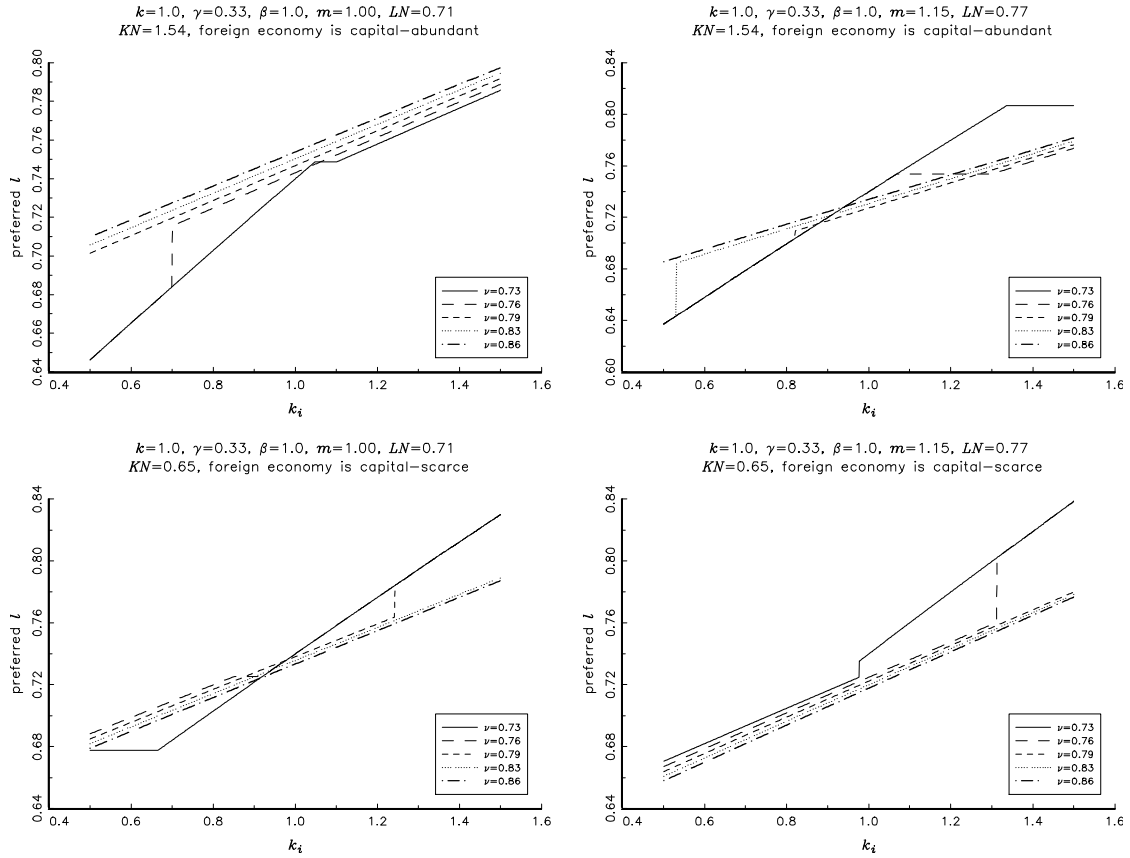 k=1.0, γ=0.33, β=1.0, m=1.00, LN=0.71
KN=1.54, foreign economy is capital−abundant
preferred l
0.80
0.78
0.76
0.74
0.72
0.70
0.68
0.66
0.64
0.4 0.6 0.8 1.0 1.2 1.4 1.6
k_i
ν=0.73
ν=0.76
ν=0.79
ν=0.83
ν=0.86
k=1.0, γ=0.33, β=1.0, m=1.15, LN=0.77
KN=1.54, foreign economy is capital−abundant
preferred l
0.84
0.80
0.76
0.72
0.68
0.64
0.60
0.4 0.6 0.8 1.0 1.2 1.4 1.6
k_i
ν=0.73
ν=0.76
ν=0.79
ν=0.83
ν=0.86
k=1.0, γ=0.33, β=1.0, m=1.00, LN=0.71
KN=0.65, foreign economy is capital−scarce
preferred l
0.84
0.80
0.76
0.72
0.68
0.64
0.4 0.6 0.8 1.0 1.2 1.4 1.6
k_i
ν=0.73
ν=0.76
ν=0.79
ν=0.83
ν=0.86
k=1.0, γ=0.33, β=1.0, m=1.15, LN=0.77
KN=0.65, foreign economy is capital−scarce
preferred l
0.84
0.80
0.76
0.72
0.68
0.64
0.4 0.6 0.8 1.0 1.2 1.4 1.6
k_i
ν=0.73
ν=0.76
ν=0.79
ν=0.83
ν=0.86